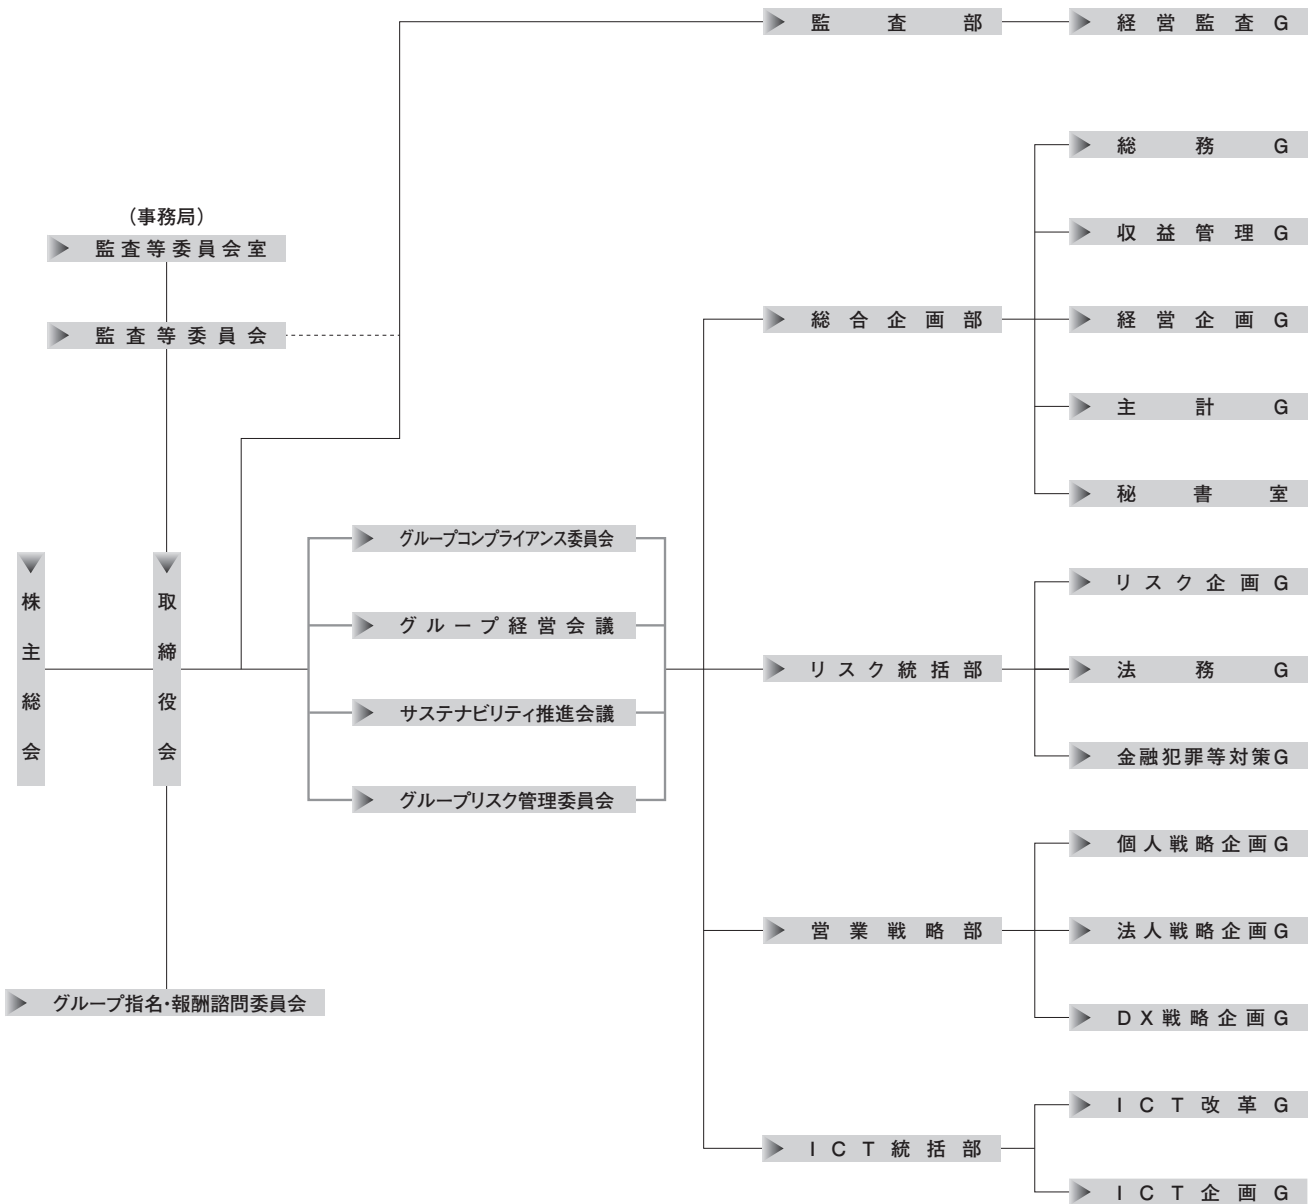 監査部
経営監査G
総務G
(事務局)
監査等委員会室
収益管理G
監査等委員会
総合企画部
経営企画G
主計G
秘書室
グループコンプライアンス委員会
株主総会
取締役会
リスク企画G
グループ経営会議
リスク統括部
法務G
サステナビリティ推進会議
金融犯罪等対策G
グループリスク管理委員会
個人戦略企画G
営業戦略部
法人戦略企画G
グループ指名・報酬諮問委員会
DX戦略企画G
ICT改革G
ICT統括部
ICT企画G